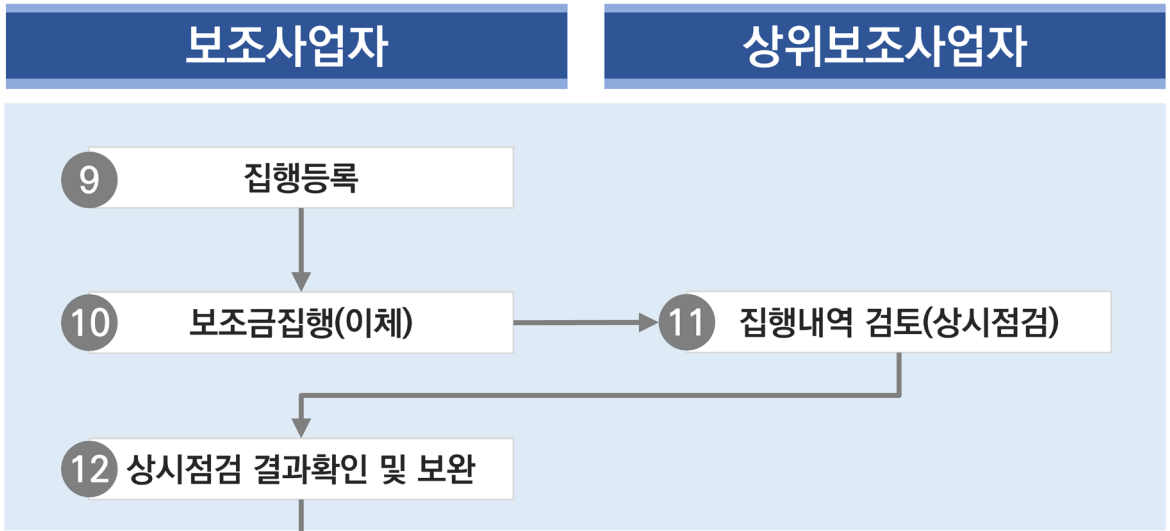 보조사업자
상위보조사업자
9 집행등록
10 보조금집행(이체)
11 집행내역 검토(상시점검)
12 상시점검 결과확인 및 보완